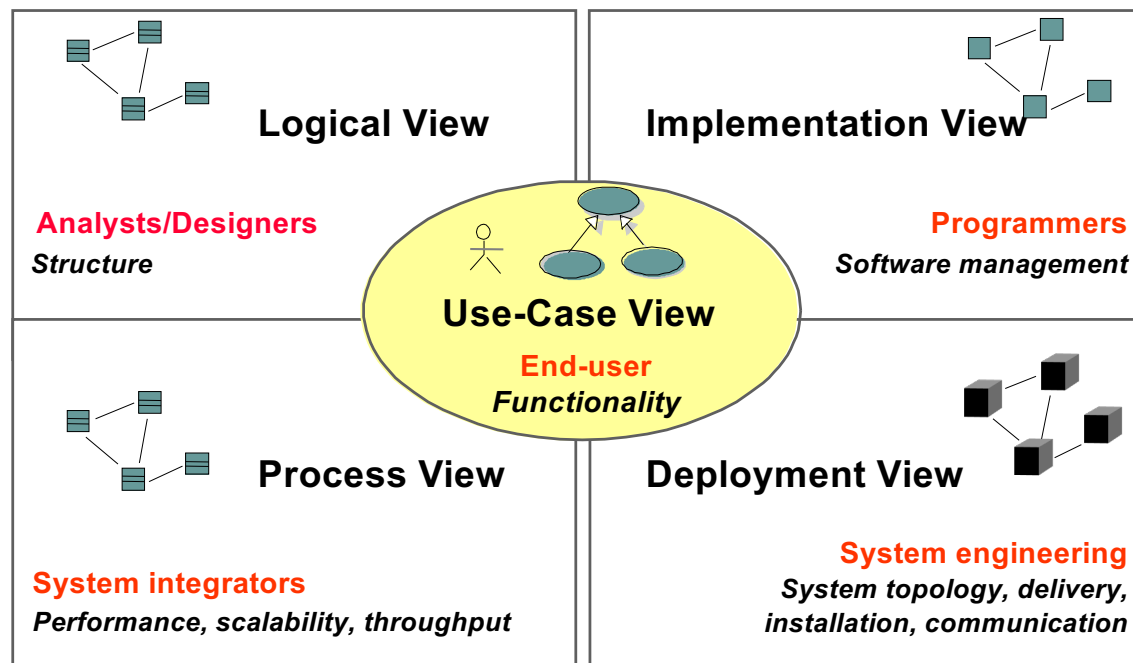 Logical View
Analysts/Designers
Structure
Implementation View
Programmers
Software management
Use-Case View
End-user
Functionality
Process View
System integrators
Performance, scalability, throughput
Deployment View
System engineering
System topology, delivery,
installation, communication